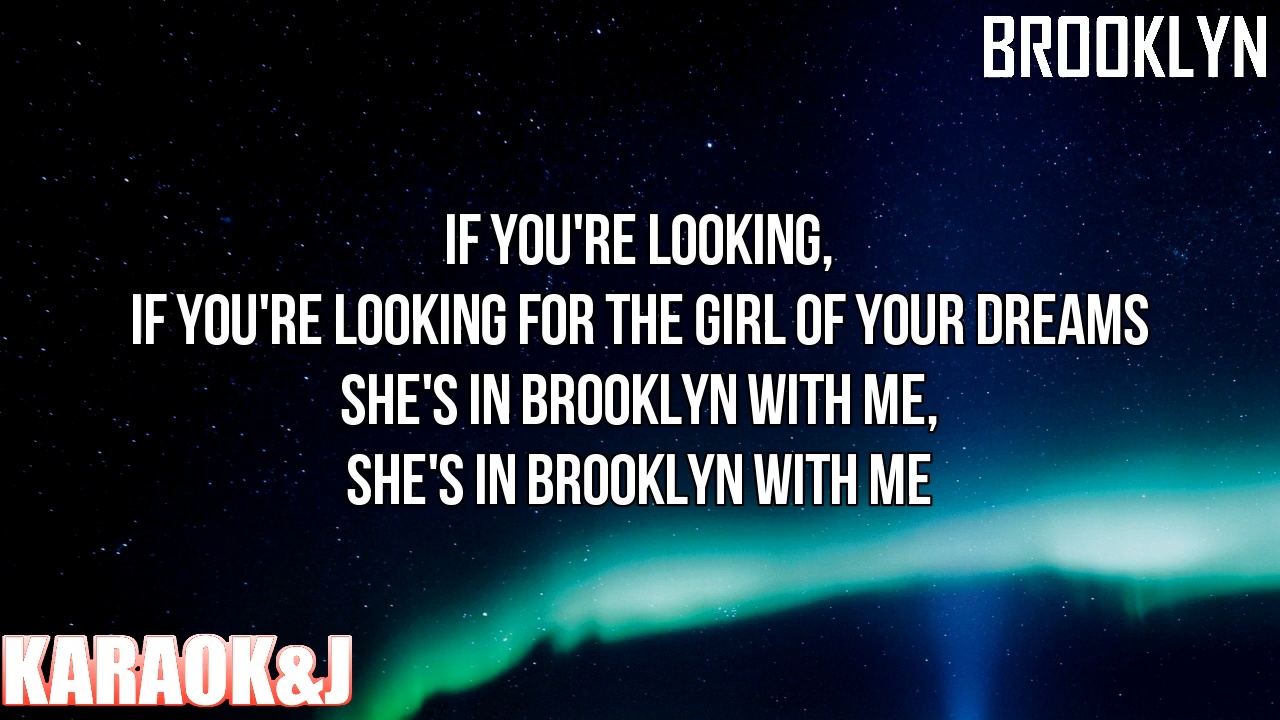 BROOKLYN
IF YOU'RE LOOKING,
IF YOU'RE LOOKING FOR THE GIRL OF YOUR DREAMS
SHE'S IN BROOKLYN WITH ME,
SHE'S IN BROOKLYN WITH ME
KARAOK&J